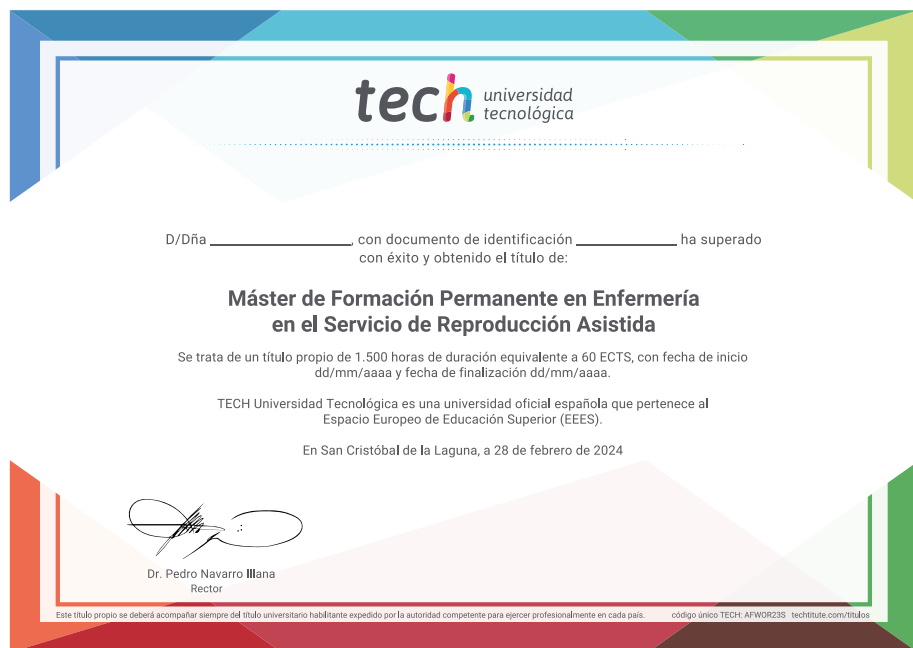 tech universidad
tecnológica
D/Dña ________________, con documento de identificación ____________ ha superado
con éxito y obtenido el título de:
Máster de Formación Permanente en Enfermería
en el Servicio de Reproducción Asistida
Se trata de un título propio de 1.500 horas de duración equivalente a 60 ECTS, con fecha de inicio
dd/mm/aaaa y fecha de finalización dd/mm/aaaa.
TECH Universidad Tecnológica es una universidad oficial española que pertenece al
Espacio Europeo de Educación Superior (EEES).
En San Cristóbal de la Laguna, a 28 de febrero de 2024
Dr. Pedro Navarro Illana
Rector
Este título propio se deberá acompañar siempre del título universitario habilitante expedido por la autoridad competente para ejercer profesionalmente en cada país. código único TECH: AFWOR23S techtitute.com/titulos